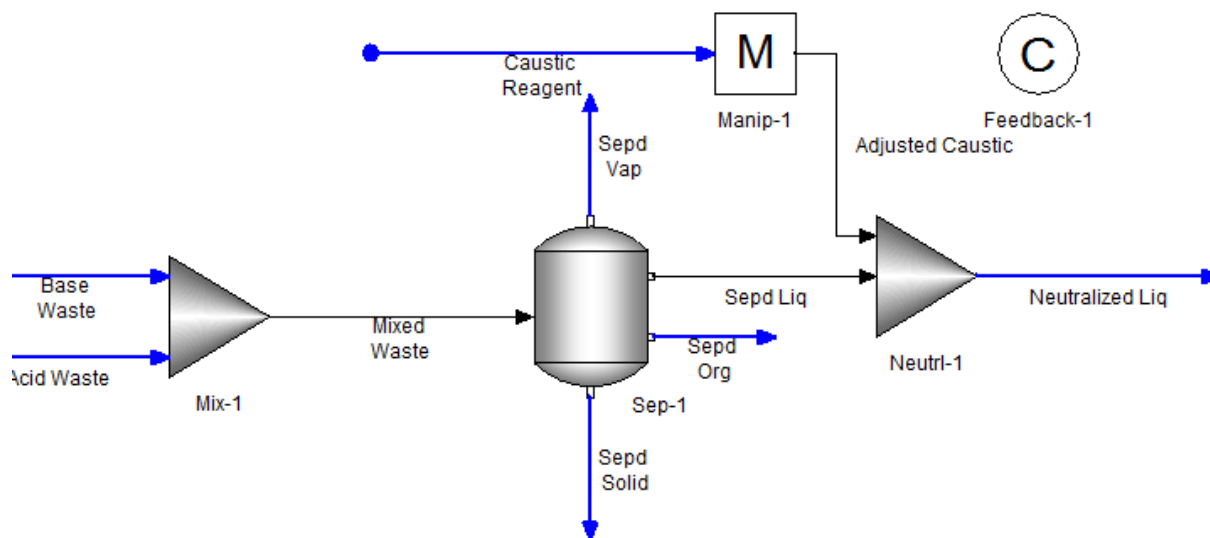 M
C
Caustic
Reagent
Manip-1
Feedback-1
Sepd
Vap
Adjusted Caustic
Base
Waste
Sepd Liq
Neutralized Liq
Mixed
Waste
Sepd
Org
Acid Waste
Neutrl-1
Mix-1
Sep-1
Sepd
Solid